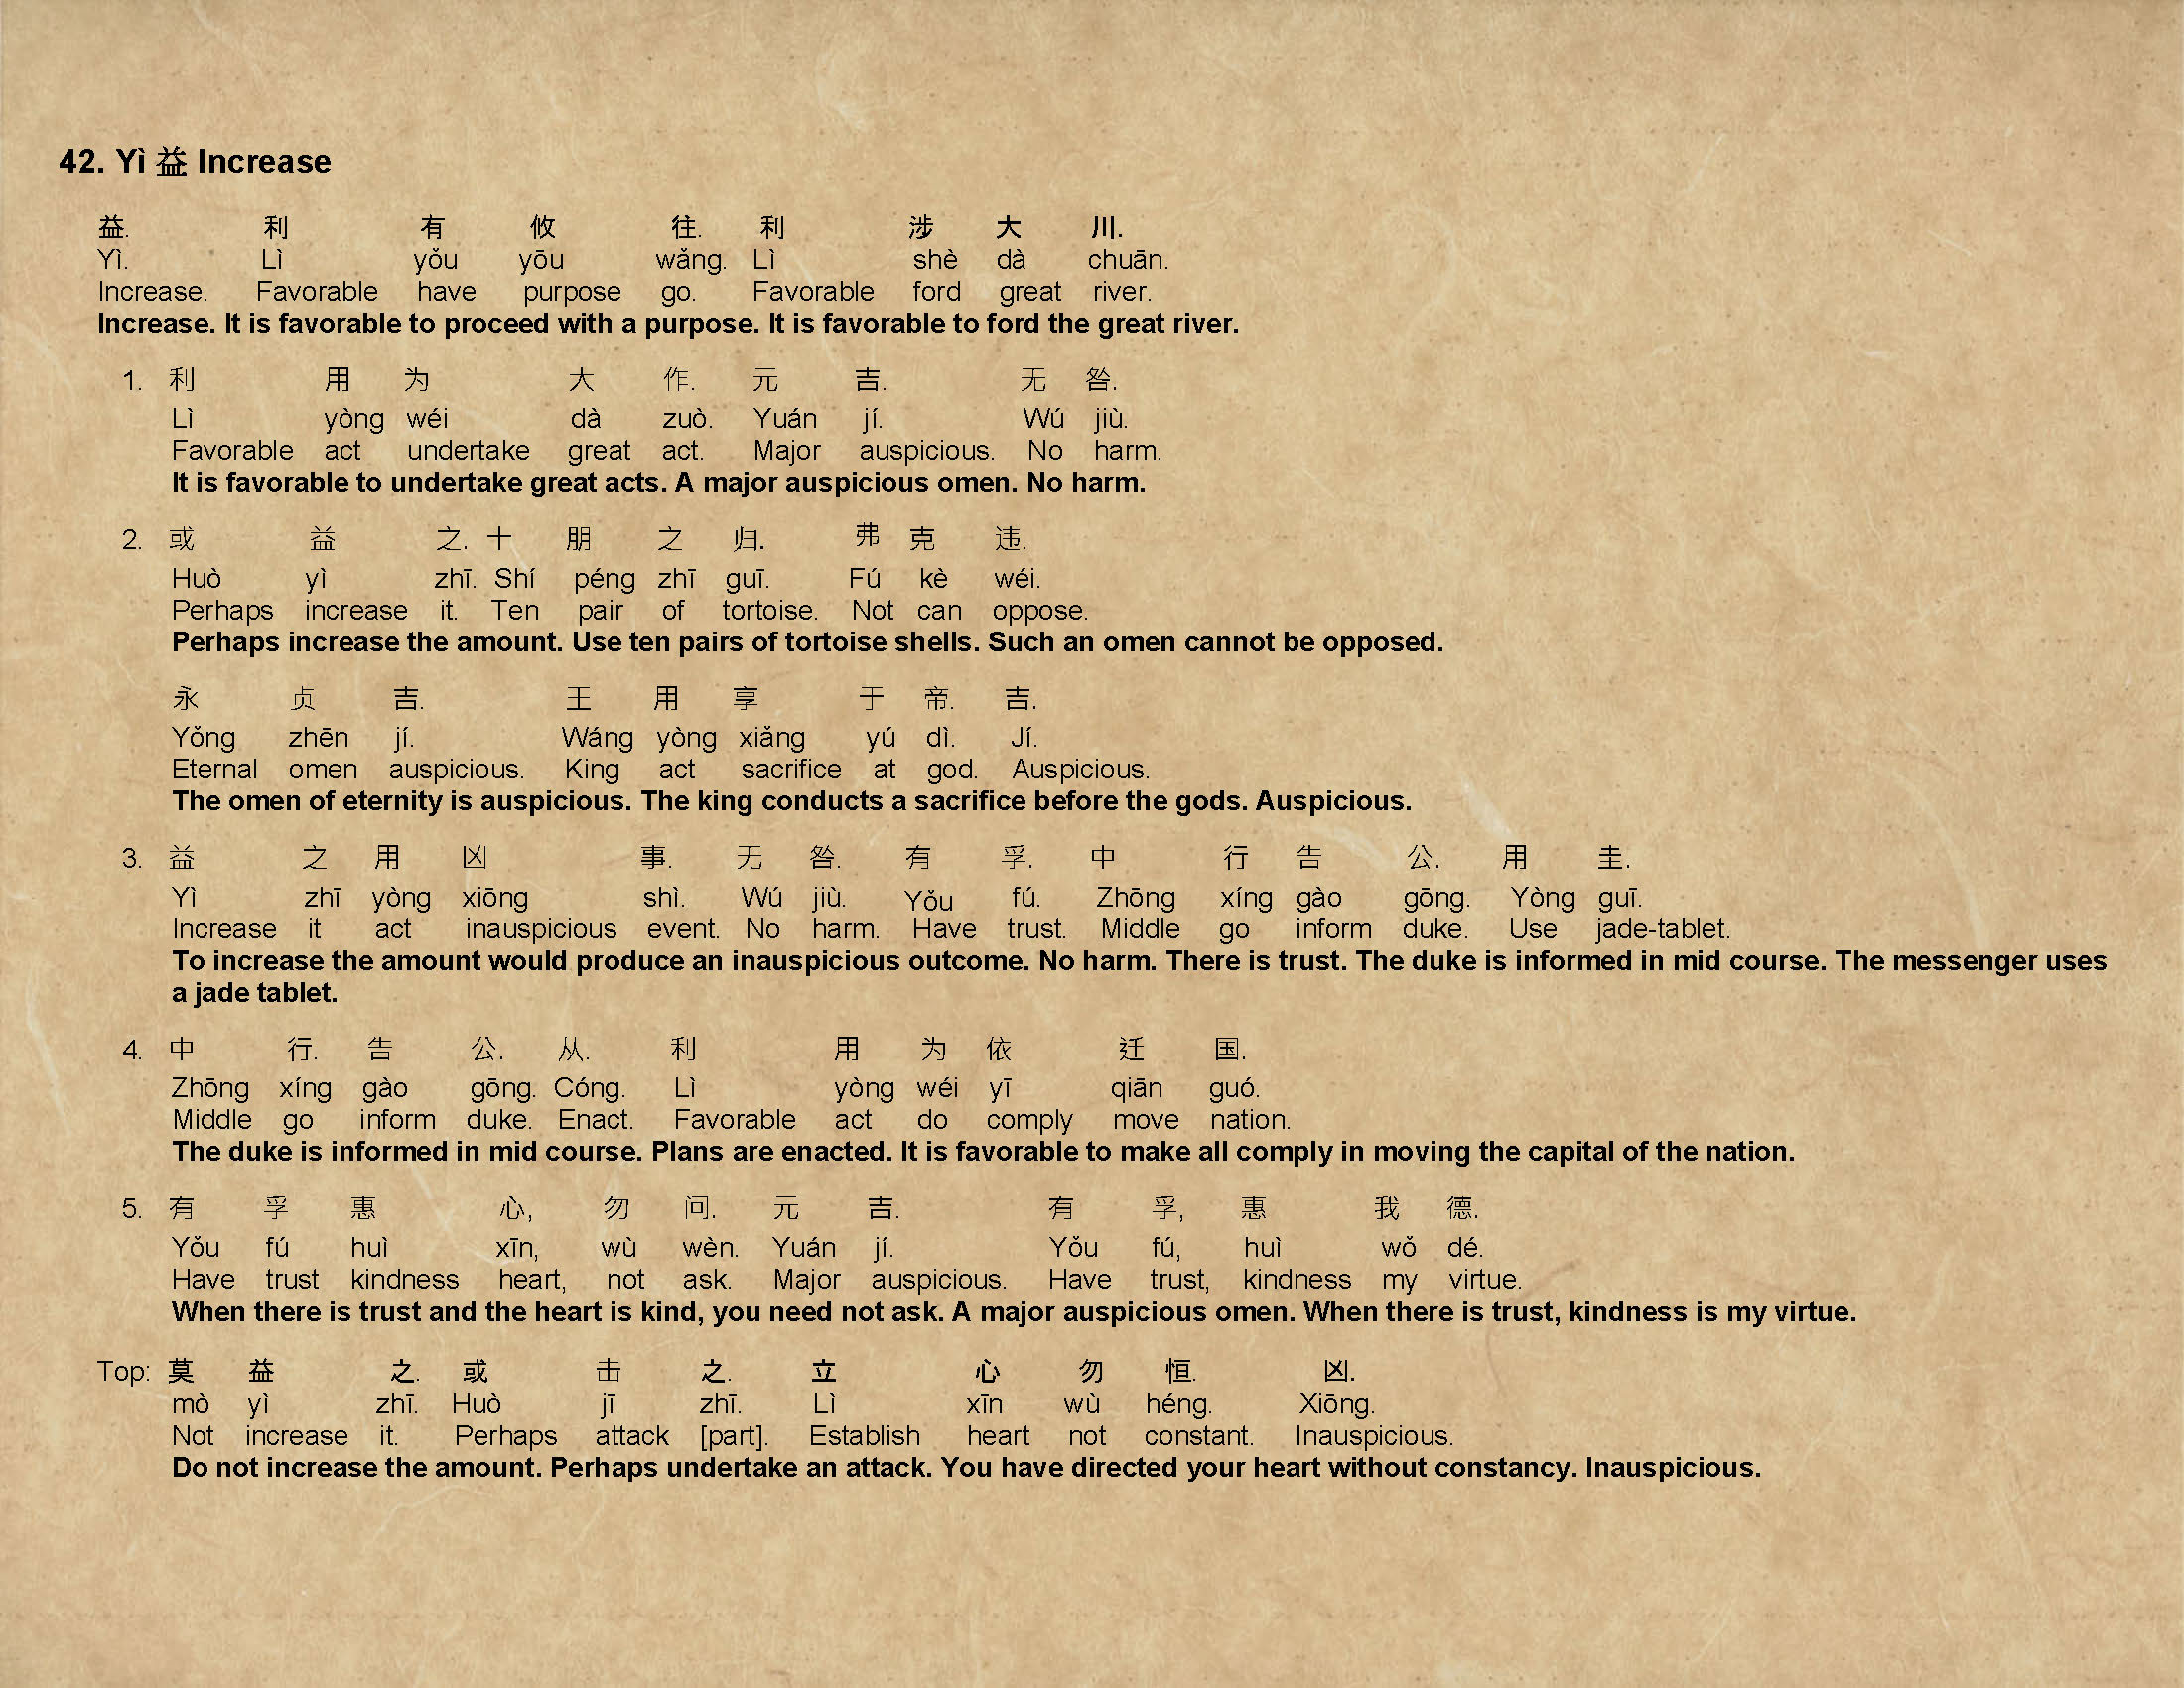 42. Yì 益 Increase
益. 利 有 攸 往. 利 涉 大 川.
Yì. Lì yǒu yōu wǎng. Lì shè dà chuān.
Increase. Favorable have purpose go. Favorable ford great river.
Increase. It is favorable to proceed with a purpose. It is favorable to ford the great river.
1. 利 用 为 大 作. 元 吉. 无 咎.
Lì yòng wéi dà zuò. Yuán jí. Wú jiù.
Favorable act undertake great act. Major auspicious. No harm.
It is favorable to undertake great acts. A major auspicious omen. No harm.
2. 或 益 之. 十 朋 之 归. 弗 克 违.
Huò yì zhī. Shí péng zhī guī. Fú kè wéi.
Perhaps increase it. Ten pair of tortoise. Not can oppose.
Perhaps increase the amount. Use ten pairs of tortoise shells. Such an omen cannot be opposed.
永 贞 吉. 王 用 享 于 帝. 吉.
Yǒng zhēn jí. Wáng yòng xiǎng yú dì. Jí.
Eternal omen auspicious. King act sacrifice at god. Auspicious.
The omen of eternity is auspicious. The king conducts a sacrifice before the gods. Auspicious.
3. 益 之 用 凶 事. 无 咎. 有 孚. 中 行 告 公. 用 圭.
Yì zhī yòng xiōng shì. Wú jiù. Yǒu fú. Zhōng xíng gào gōng. Yòng guī.
Increase it act inauspicious event. No harm. Have trust. Middle go inform duke. Use jade-tablet.
To increase the amount would produce an inauspicious outcome. No harm. There is trust. The duke is informed in mid course. The messenger uses
a jade tablet.
4. 中 行. 告 公. 从. 利 用 为 依 迁 国.
Zhōng xíng gào gōng. Cóng. Lì yòng wéi yī qiān guó.
Middle go inform duke. Enact. Favorable act do comply move nation.
The duke is informed in mid course. Plans are enacted. It is favorable to make all comply in moving the capital of the nation.
5. 有 孚 惠 心, 勿 问. 元 吉. 有 孚, 惠 我 德.
Yǒu fú huì xīn, wù wèn. Yuán jí. Yǒu fú, huì wǒ dé.
Have trust kindness heart, not ask. Major auspicious. Have trust, kindness my virtue.
When there is trust and the heart is kind, you need not ask. A major auspicious omen. When there is trust, kindness is my virtue.
Top: 莫 益 之. 或 击 之. 立 心 勿 恒. 凶.
mò yì zhī. Huò jī zhī. Lì xīn wù héng. Xiōng.
Not increase it. Perhaps attack [part]. Establish heart not constant. Inauspicious.
Do not increase the amount. Perhaps undertake an attack. You have directed your heart without constancy. Inauspicious.